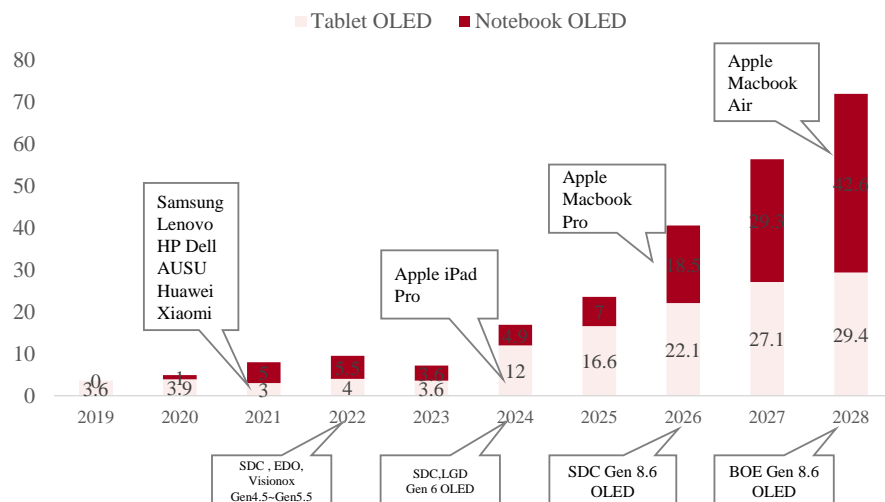 Tablet OLED Notebook OLED
80
70
60
50
40
30
20
10
0
Apple
Macbook
Air
Apple
Macbook
Pro
Samsung
Lenovo
HP Dell
AUSU
Huawei
Xiaomi
Apple iPad
Pro
0
1
5
5.5
3.6
4.9
7
18.5
29.3
42.6
3.6
3.9
3
4
3.6
12
16.6
22.1
27.1
29.4
2019 2020 2021 2022 2023 2024 2025 2026 2027 2028
SDC , EDO,
Visionox
Gen4.5~Gen5.5
SDC,LGD
Gen 6 OLED
SDC Gen 8.6
OLED
BOE Gen 8.6
OLED